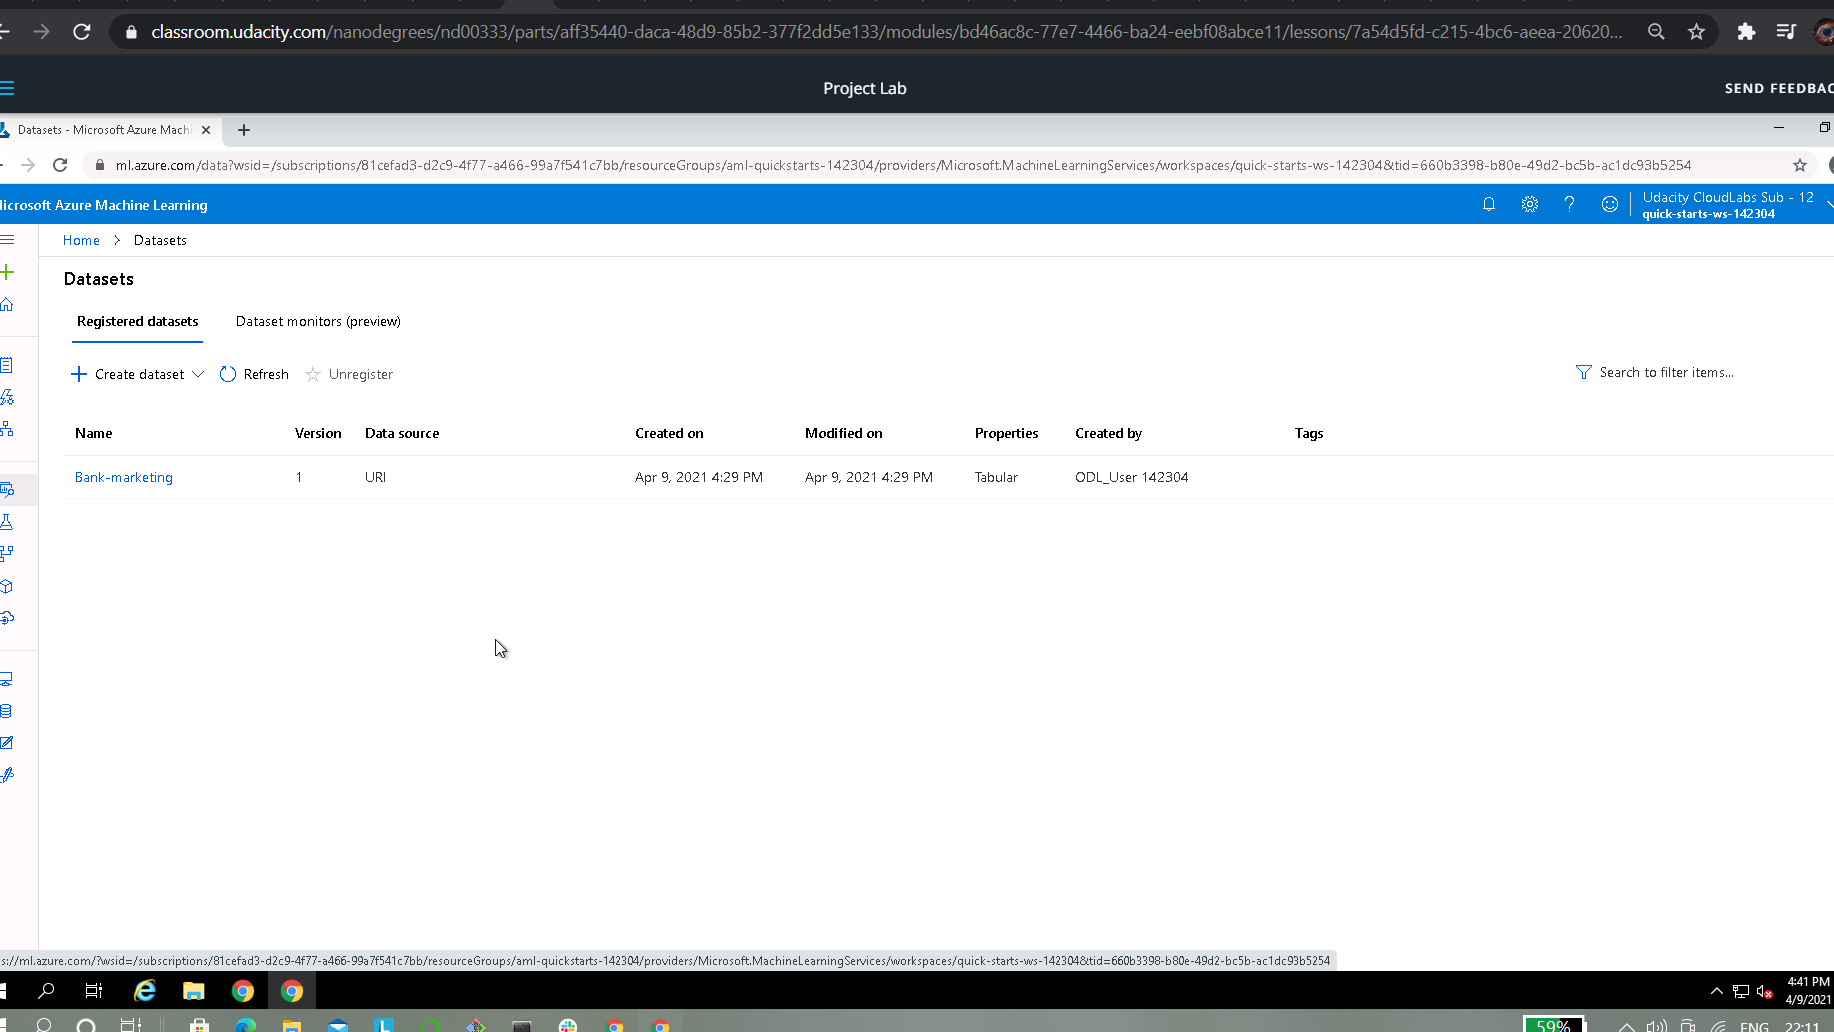 classroom.udacity.com/nanodegrees/nd00333/parts/aff35440-daca-48d9-85b2-377f2dd5e133/modules/bd46ac8c-77e7-4466-ba24-eebf08abce11/lessons/7a54d5fd-c215-4bc6-aeea-20620...
Project Lab
SEND FEEDBAC
Datasets - Microsoft Azure Machi
ml.azure.com/data?wsid=/subscriptions/81cefad3-d2c9-4f77-a466-99a7f541c7bb/resourceGroups/aml-quickstarts-142304/providers/Microsoft.MachineLearningServices/workspaces/quick-starts-ws-142304&tid=660b3398-b80e-49d2-bc5b-ac1dc93b5254
icrosoft Azure Machine Learning
Udacity CloudLabs Sub - 12
quick-starts-ws-142304
Home > Datasets
Datasets
Registered datasets Dataset monitors (preview)
Create dataset Refresh Unregister Search to filter items...
Name Version Data source Created on Modified on Properties Created by Tags
Bank-marketing 1 URI Apr 9, 2021 4:29 PM Apr 9, 2021 4:29 PM Tabular ODL_User 142304
s://ml.azure.com/?wsid=/subscriptions/81cefad3-d2c9-4f77-a466-99a7f541c7bb/resourceGroups/aml-quickstarts-142304/providers/Microsoft.MachineLearningServices/workspaces/quick-starts-ws-142304&tid=660b3398-b80e-49d2-bc5b-ac1dc93b5254
4:41 PM
4/9/2021
59% ENG 22:11